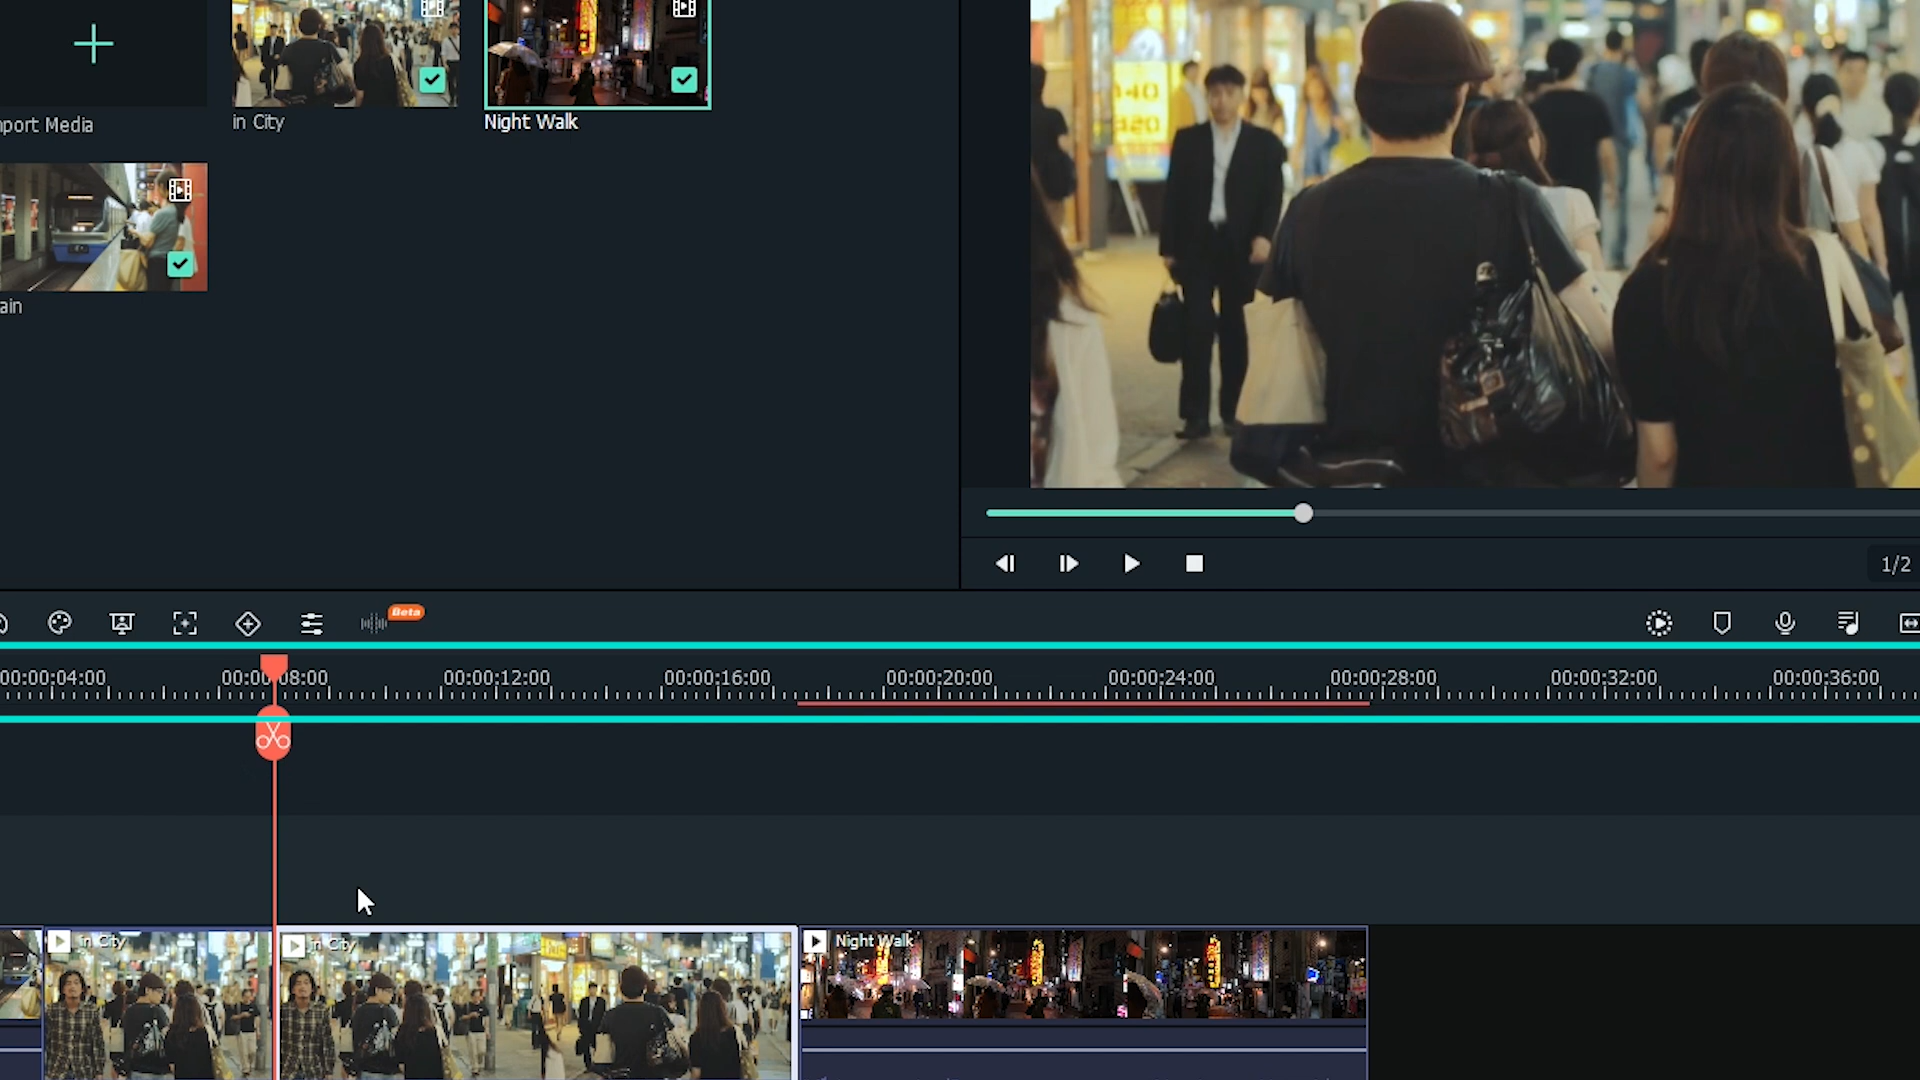 mport Media
in City
Night Walk
ain
1/2
Beta
00:00:04:00
00:00:08:00
00:00:12:00
00:00:16:00
00:00:20:00
00:00:24:00
00:00:28:00
00:00:32:00
00:00:36:00
in City
in City
Night Walk